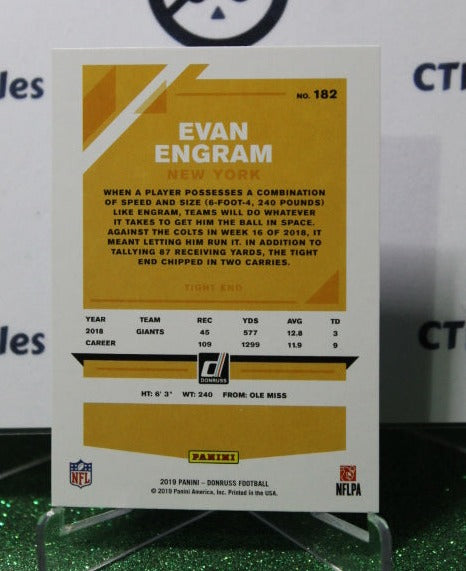 CT
NO. 182
Jes
CT
EVAN
ENGRAM
NEW YORK
WHEN A PLAYER POSSESSES A COMBINATION
OF SPEED AND SIZE (6-FOOT-4, 240 POUNDS)
LIKE ENGRAM, TEAMS WILL DO WHATEVER
IT TAKES TO GET HIM THE BALL IN SPACE.
AGAINST THE COLTS IN WEEK 16 OF 2018, IT
MEANT LETTING HIM RUN IT. IN ADDITION TO
TALLYING 87 RECEIVING YARDS, THE TIGHT
END CHIPPED IN TWO CARRIES.
TIGHT END
YEAR TEAM REC YDS AVG TD
2018 GIANTS 45 577 12.8 3
CAREER 109 1299 11.9 9
Jes
CT
DONRUSS
HT: 6' 3" WT: 240 FROM: OLE MISS
PANINI
NFL
NFLPA
2019 PANINI – DONRUSS FOOTBALL
© 2019 Panini America, Inc. Printed in the USA.